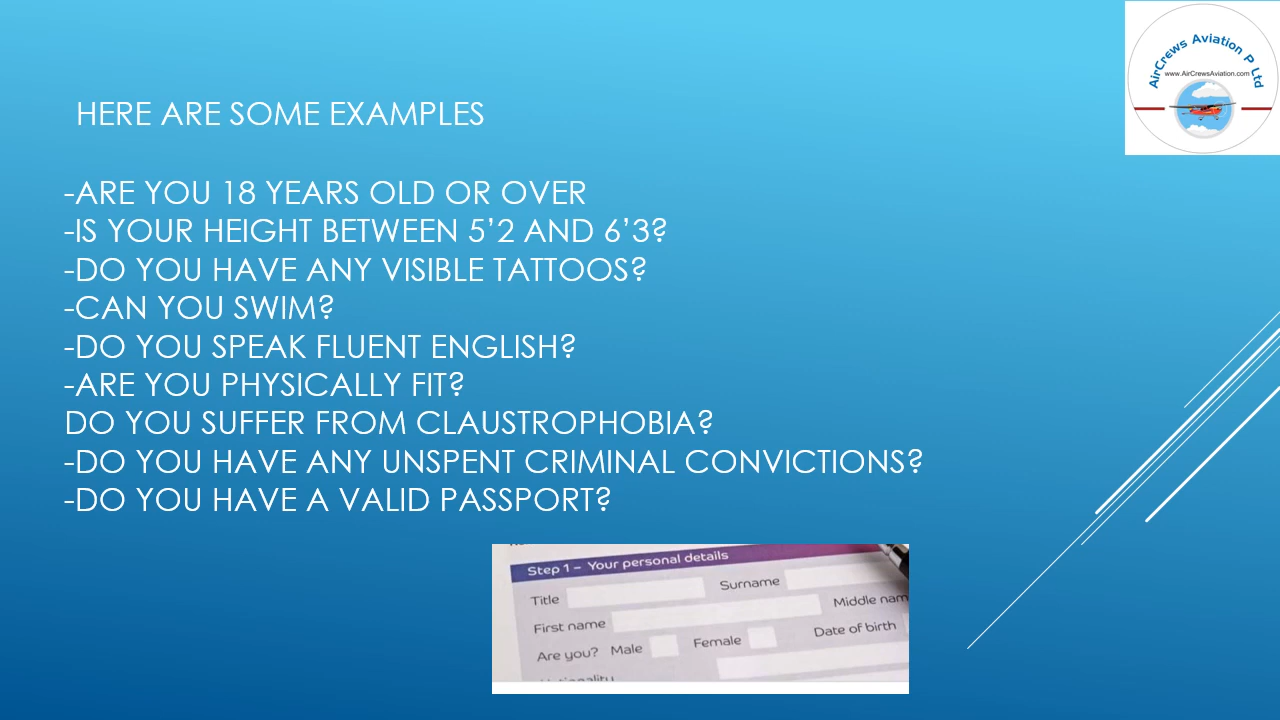 AirCrews Aviation P Ltd
www.AirCrewsAviation.com
HERE ARE SOME EXAMPLES
-ARE YOU 18 YEARS OLD OR OVER
-IS YOUR HEIGHT BETWEEN 5’2 AND 6’3?
-DO YOU HAVE ANY VISIBLE TATTOOS?
-CAN YOU SWIM?
-DO YOU SPEAK FLUENT ENGLISH?
-ARE YOU PHYSICALLY FIT?
DO YOU SUFFER FROM CLAUSTROPHOBIA?
-DO YOU HAVE ANY UNSPENT CRIMINAL CONVICTIONS?
-DO YOU HAVE A VALID PASSPORT?
Step 1 – Your personal details
Title Surname
First name Middle nam
Are you? Male Female Date of birth